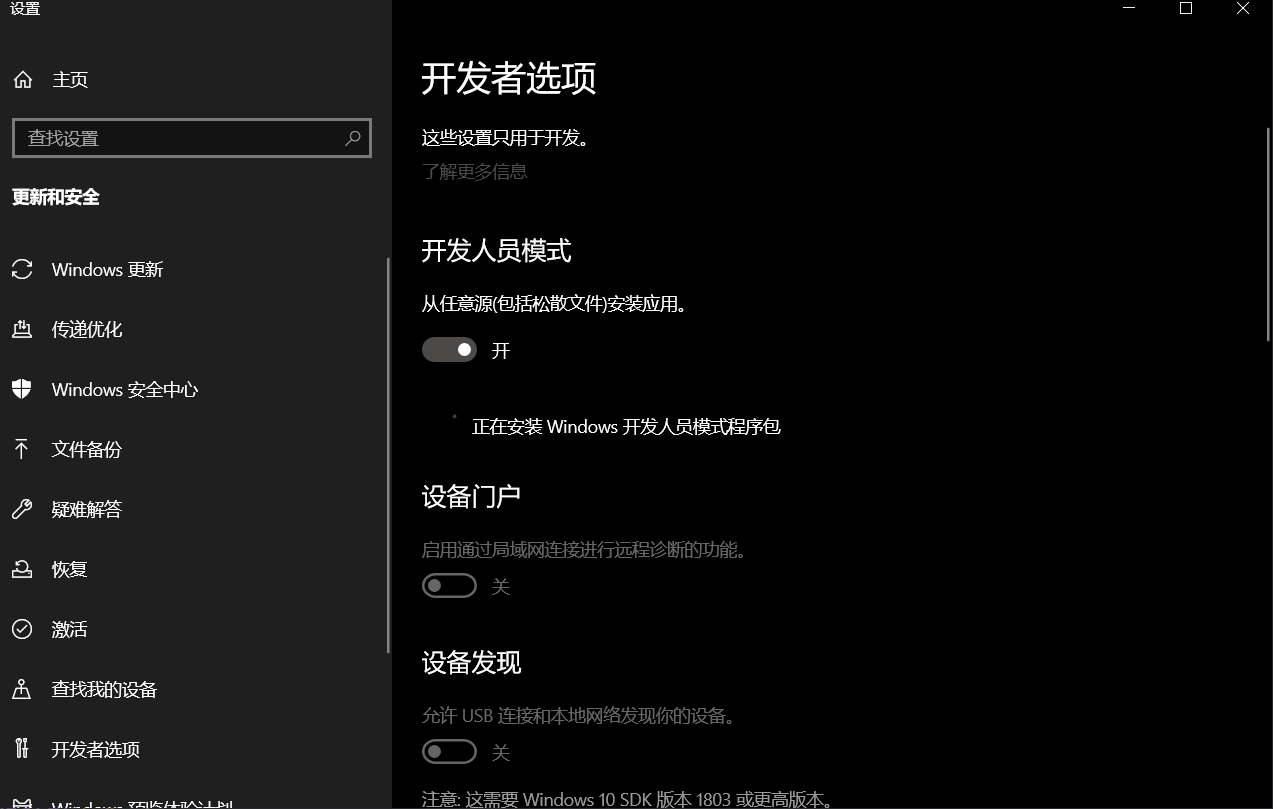 设置
主页
查找设置
更新和安全
Windows 更新
传递优化
Windows 安全中心
文件备份
疑难解答
恢复
激活
查找我的设备
开发者选项
Windows 预览体验计划
开发者选项
这些设置只用于开发。
了解更多信息
开发人员模式
从任意源(包括松散文件)安装应用。
开
正在安装 Windows 开发人员模式程序包
设备门户
启用通过局域网连接进行远程诊断的功能。
关
设备发现
允许 USB 连接和本地网络发现你的设备。
关
注意: 这需要 Windows 10 SDK 版本 1803 或更高版本。